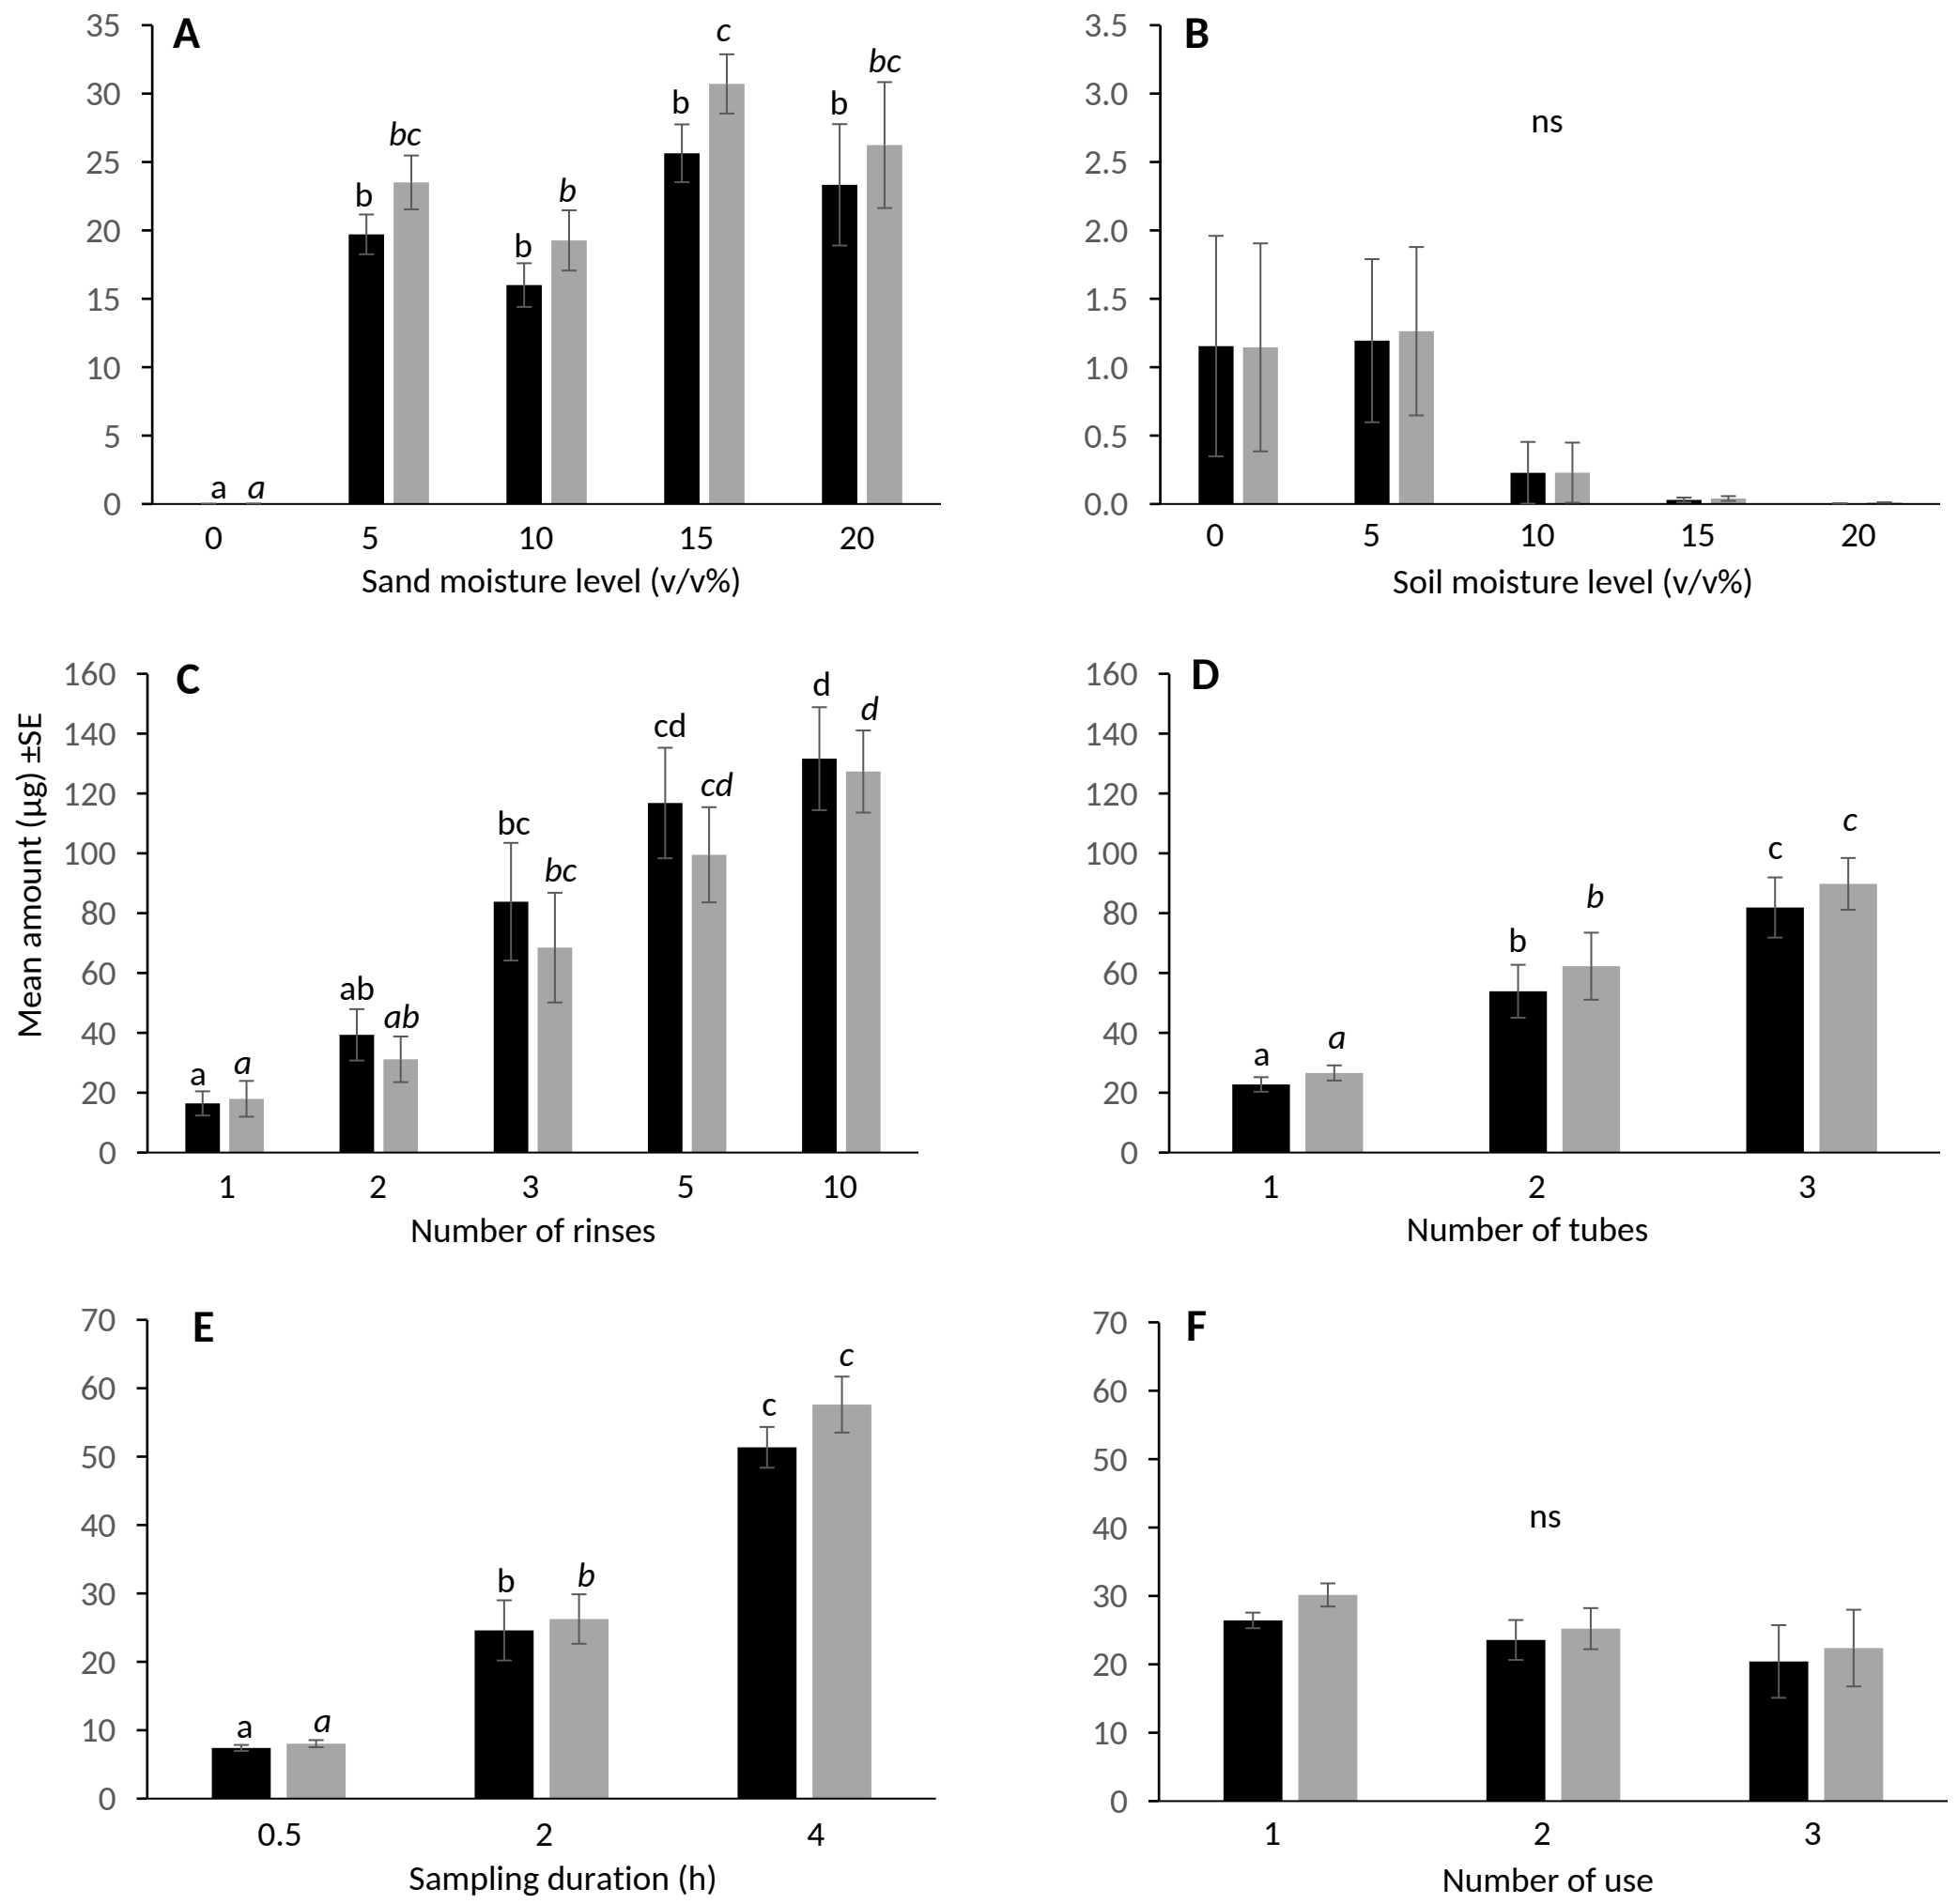 A
35
30
25
20
15
10
5
0
a a
b bc
b b
b c
b bc
0 5 10 15 20
Sand moisture level (v/v%)
B
3.5
3.0
2.5
2.0
1.5
1.0
0.5
0.0
ns
0 5 10 15 20
Soil moisture level (v/v%)
Mean amount (µg) ±SE
C
160
140
120
100
80
60
40
20
0
a a
ab ab
bc bc
cd cd
d d
1 2 3 5 10
Number of rinses
D
160
140
120
100
80
60
40
20
0
a a
b b
c c
1 2 3
Number of tubes
E
70
60
50
40
30
20
10
0
a a
b b
c c
0.5 2 4
Sampling duration (h)
F
70
60
50
40
30
20
10
0
ns
1 2 3
Number of use